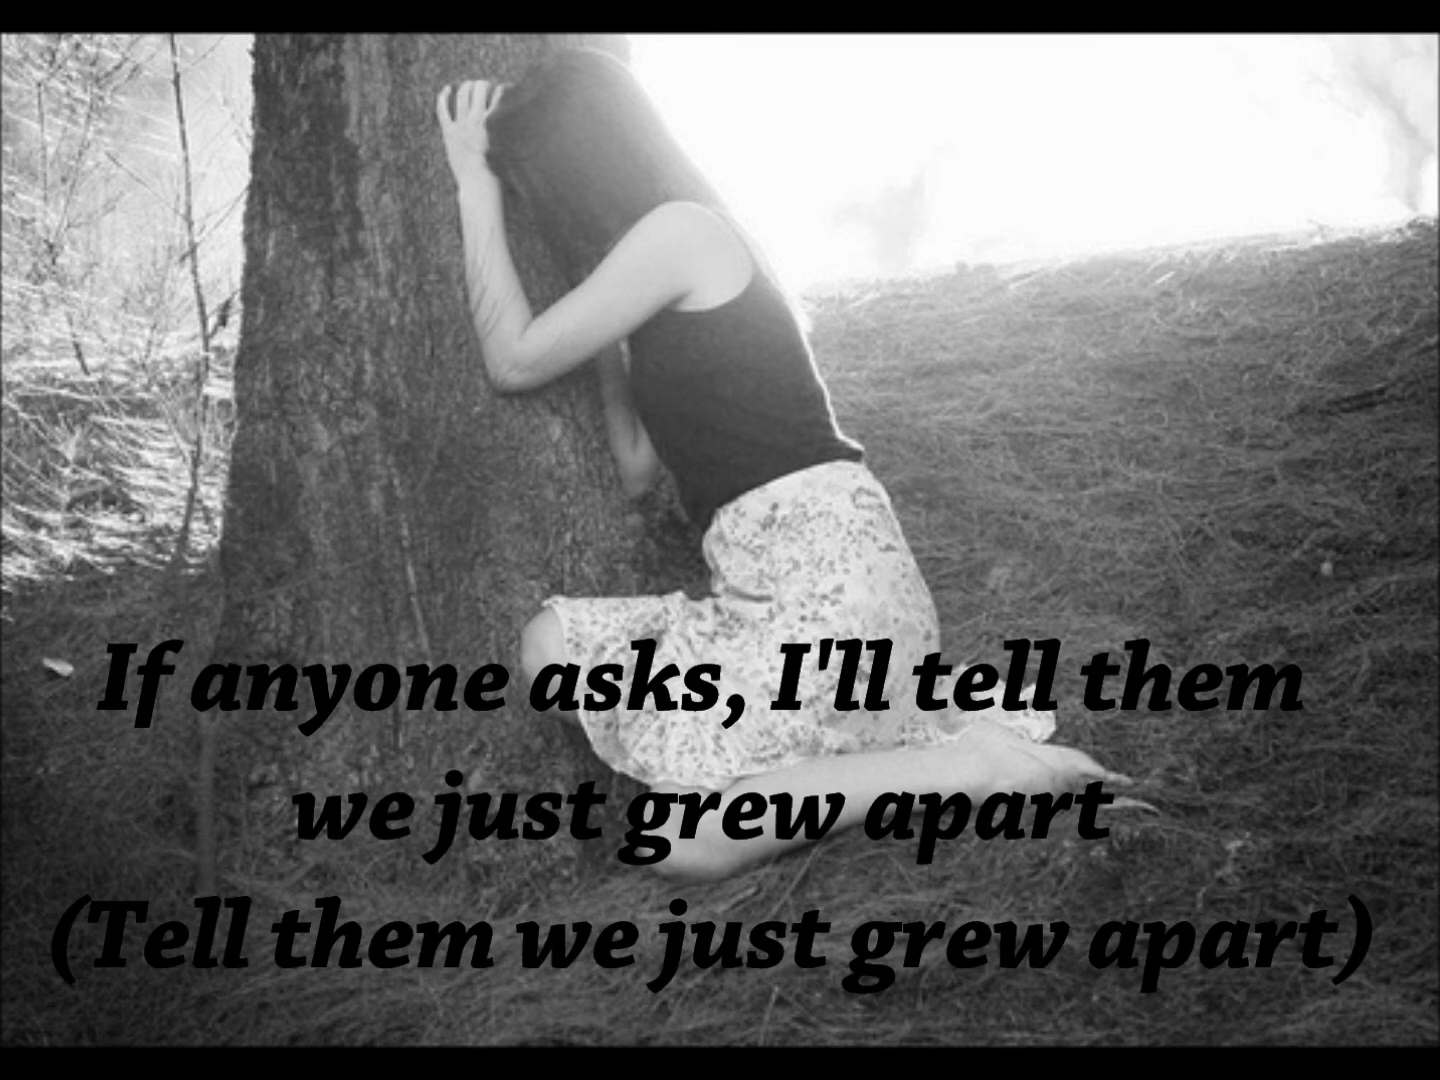 If anyone asks, I'll tell them
we just grew apart
(Tell them we just grew apart)